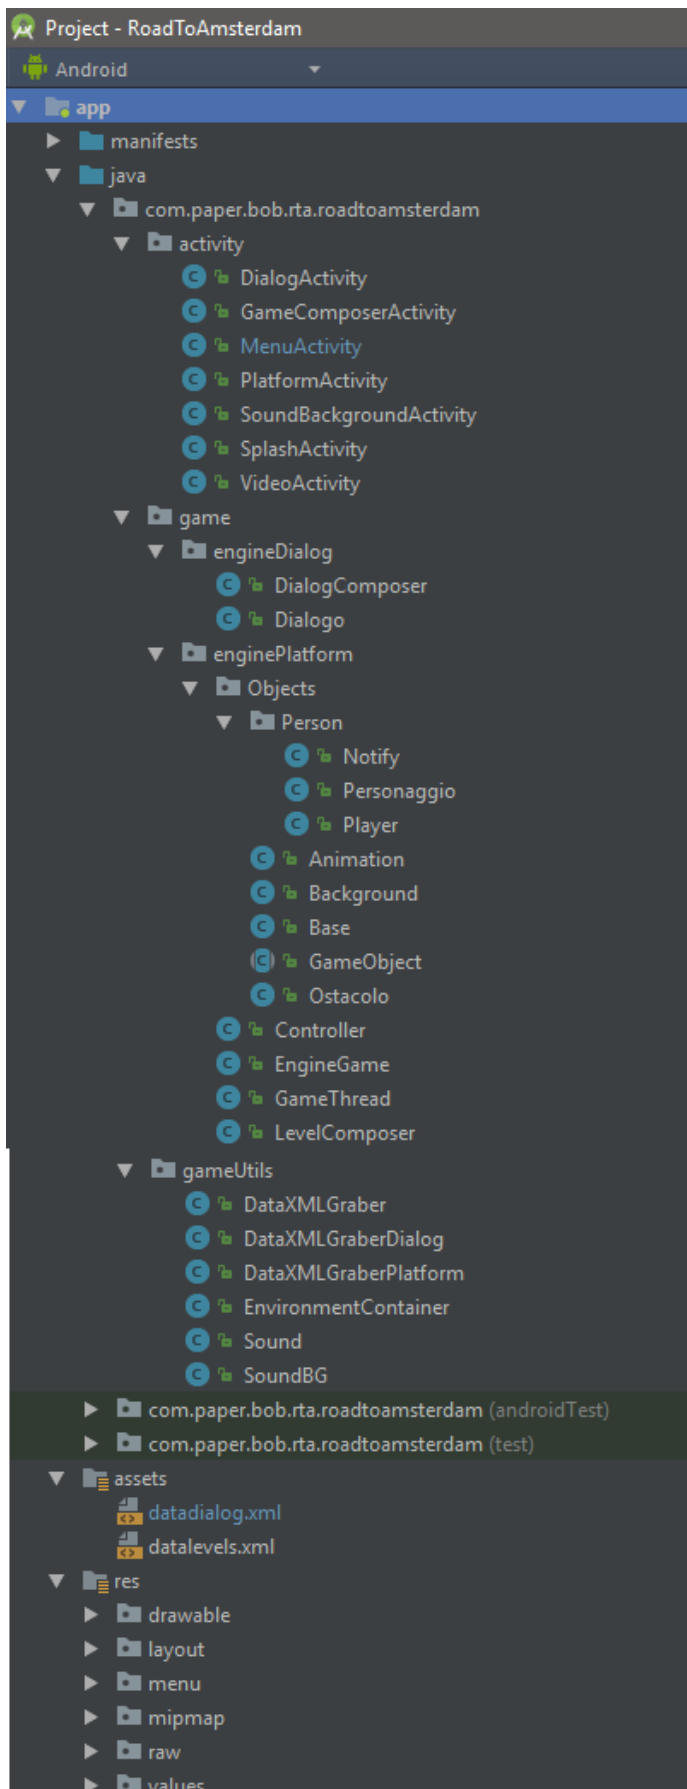 Project - RoadToAmsterdam
Android
app
manifests
java
com.paper.bob.rta.roadtoamsterdam
activity
DialogActivity
GameComposerActivity
MenuActivity
PlatformActivity
SoundBackgroundActivity
SplashActivity
VideoActivity
game
engineDialog
DialogComposer
Dialogo
enginePlatform
Objects
Person
Notify
Personaggio
Player
Animation
Background
Base
GameObject
Ostacolo
Controller
EngineGame
GameThread
LevelComposer
gameUtils
DataXMLGraber
DataXMLGraberDialog
DataXMLGraberPlatform
EnvironmentContainer
Sound
SoundBG
com.paper.bob.rta.roadtoamsterdam (androidTest)
com.paper.bob.rta.roadtoamsterdam (test)
assets
datadialog.xml
datalevels.xml
res
drawable
layout
menu
mipmap
raw
values